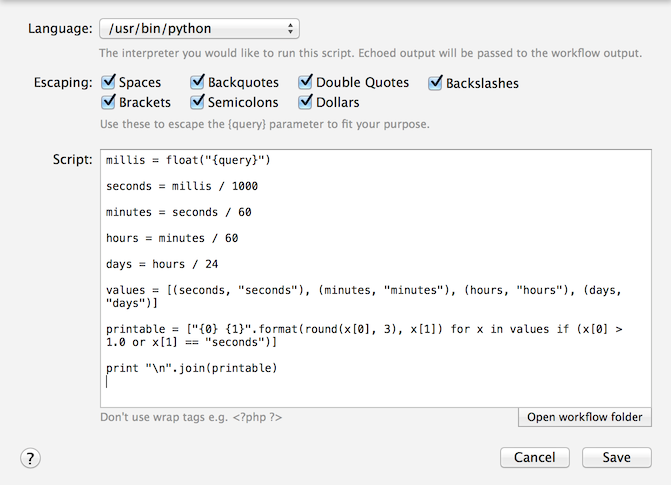 Language: /usr/bin/python
The interpreter you would like to run this script. Echoed output will be passed to the workflow output.
Escaping: Spaces Backquotes Double Quotes Backslashes
Brackets Semicolons Dollars
Use these to escape the {query} parameter to fit your purpose.
Script: millis = float("{query}")
seconds = millis / 1000
minutes = seconds / 60
hours = minutes / 60
days = hours / 24
values = [(seconds, "seconds"), (minutes, "minutes"), (hours, "hours"), (days,
"days")]
printable = ["{0} {1}".format(round(x[0], 3), x[1]) for x in values if (x[0] >
1.0 or x[1] == "seconds")]
print "\n".join(printable)
Don't use wrap tags e.g. <?php ?> Open workflow folder
? Cancel Save